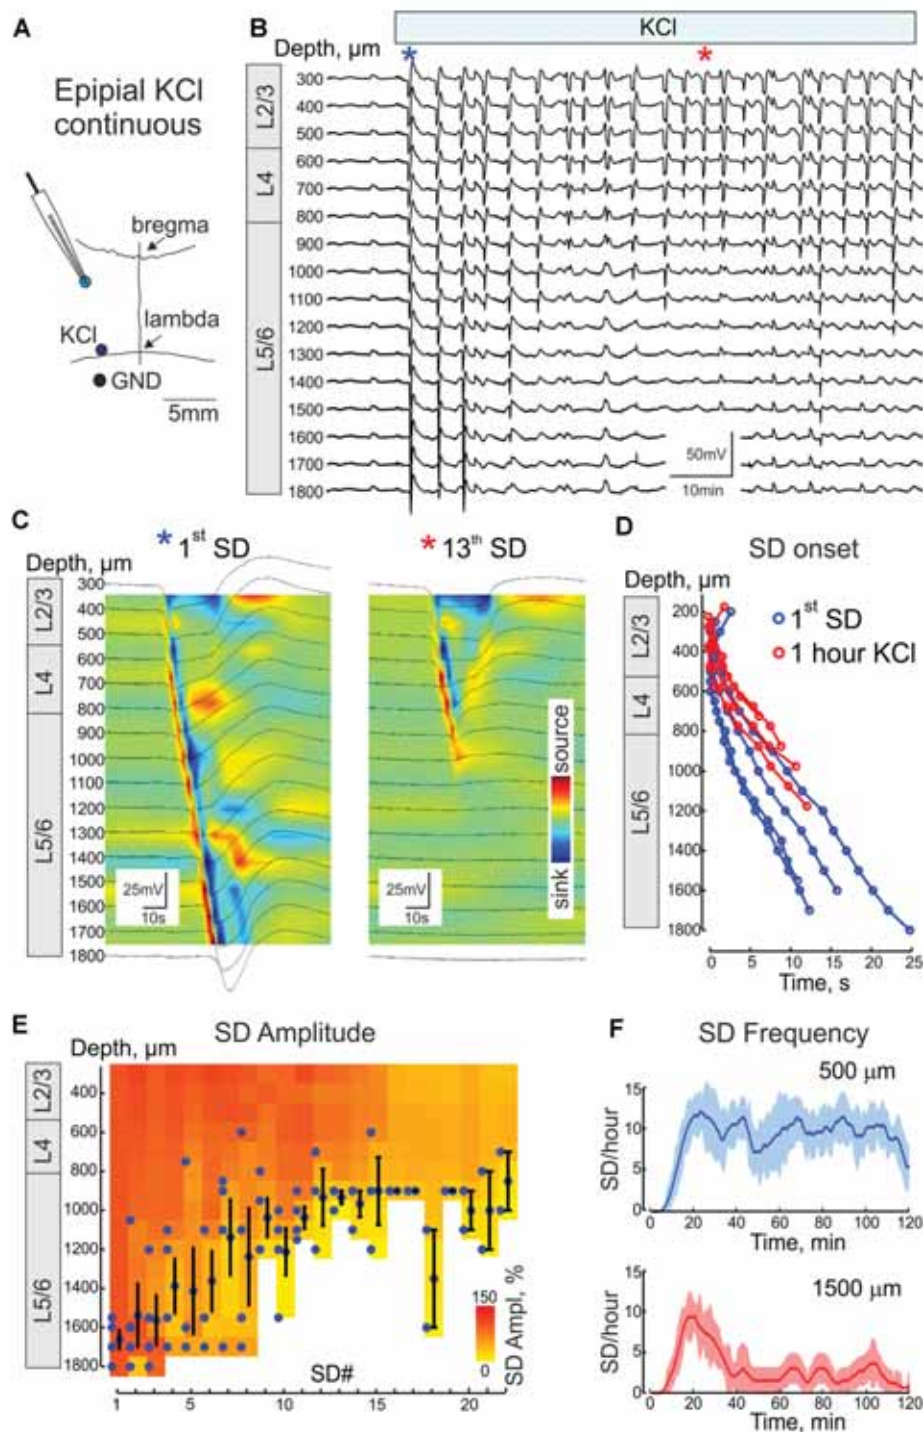 A
Epipial KCl
continuous
bregma
lambda
KCl
GND
5mm
B
KCl
Depth, µm
* *
L2/3
L4
L5/6
300
400
500
600
700
800
900
1000
1100
1200
1300
1400
1500
1600
1700
1800
50mV
10min
C
* 1st SD
* 13th SD
Depth, µm
L2/3
L4
L5/6
300
400
500
600
700
800
900
1000
1100
1200
1300
1400
1500
1600
1700
1800
25mV
10s
25mV
10s
sink source
D
SD onset
Depth, µm
L2/3
L4
L5/6
200
400
600
800
1000
1200
1400
1600
1800
1st SD
1 hour KCl
0 5 10 15 20 25
Time, s
E
SD Amplitude
Depth, µm
L2/3
L4
L5/6
400
600
800
1000
1200
1400
1600
1800
150
0
SD Ampl, %
SD#
1 5 10 15 20
F
SD Frequency
500 µm
SD/hour
15
10
5
0
0 20 40 60 80 100 120
Time, min
1500 µm
SD/hour
15
10
5
0
0 20 40 60 80 100 120
Time, min